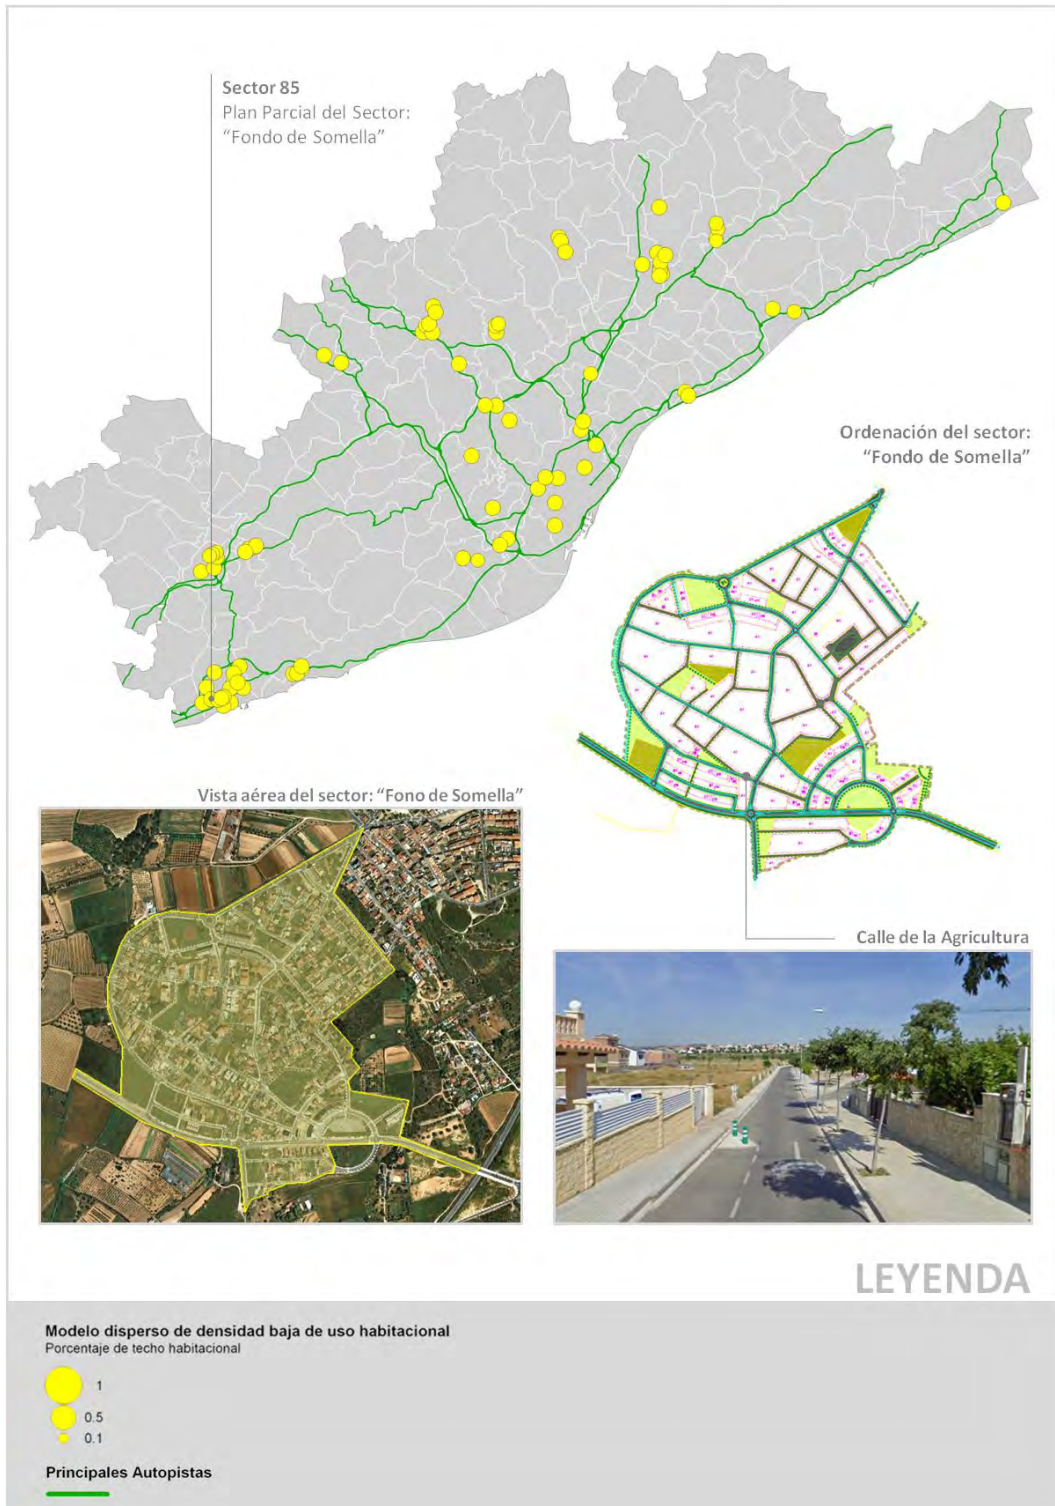 Sector 85
Plan Parcial del Sector:
“Fondo de Somella”
Ordenación del sector:
“Fondo de Somella”
Vista aérea del sector: “Fono de Somella”
Calle de la Agricultura
LEYENDA
Modelo disperso de densidad baja de uso habitacional
Porcentaje de techo habitacional
1
0.5
0.1
Principales Autopistas